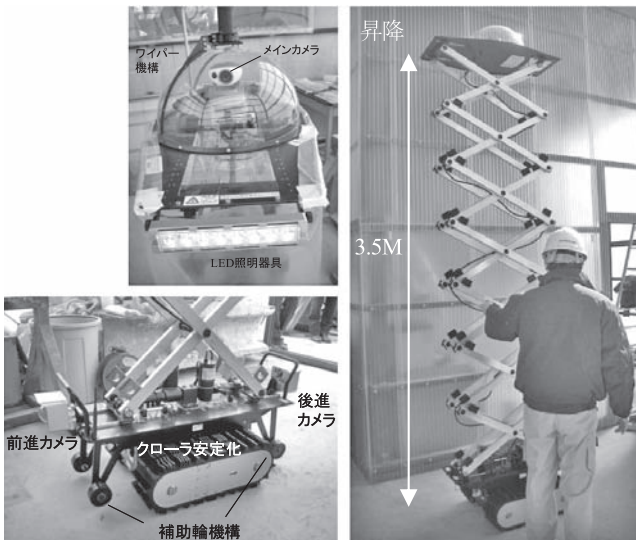 ワイパー
機構
メインカメラ
LED照明器具
昇降
3.5M
前進カメラ
クローラ安定化
後進
カメラ
補助輪機構